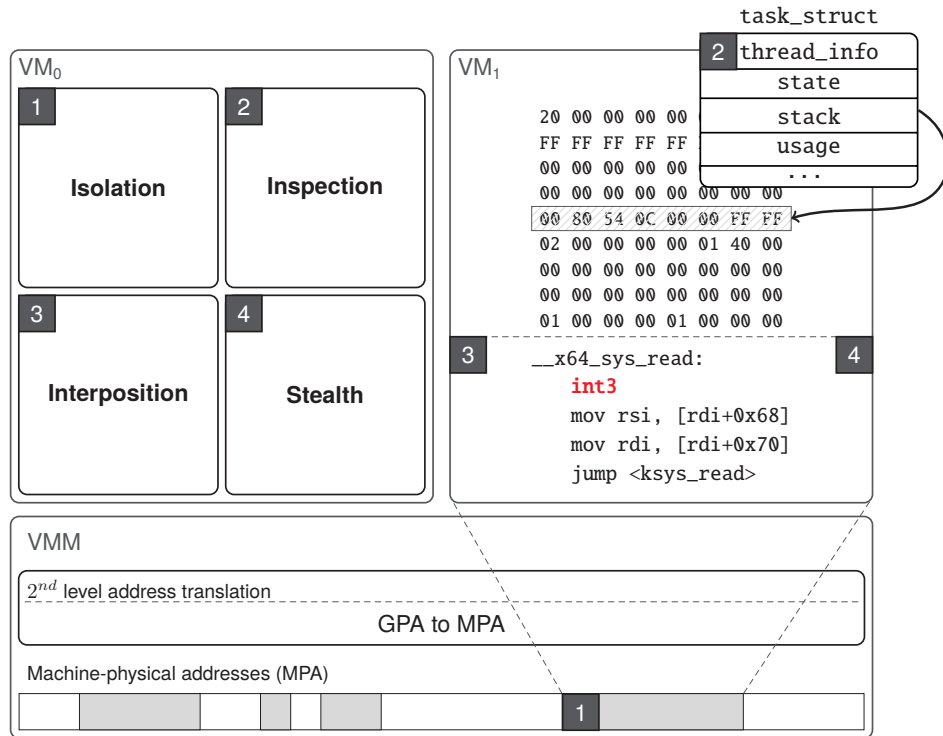 task_struct
2 thread_info
state
stack
usage
...
VM0
1
Isolation
2
Inspection
3
Interposition
4
Stealth
VM1
20 00 00 00 00
FF FF FF FF FF
00 00 00 00 00
00 00 00 00 00 00 00 00 00
00 80 54 0C 00 00 FF FF
02 00 00 00 00 00 01 40 00
00 00 00 00 00 00 00 00 00
00 00 00 00 00 00 00 00 00
01 00 00 00 01 00 00 00
3
4
__x64_sys_read:
int3
mov rsi, [rdi+0x68]
mov rdi, [rdi+0x70]
jump <ksys_read>
VMM
2nd level address translation
GPA to MPA
Machine-physical addresses (MPA)
1